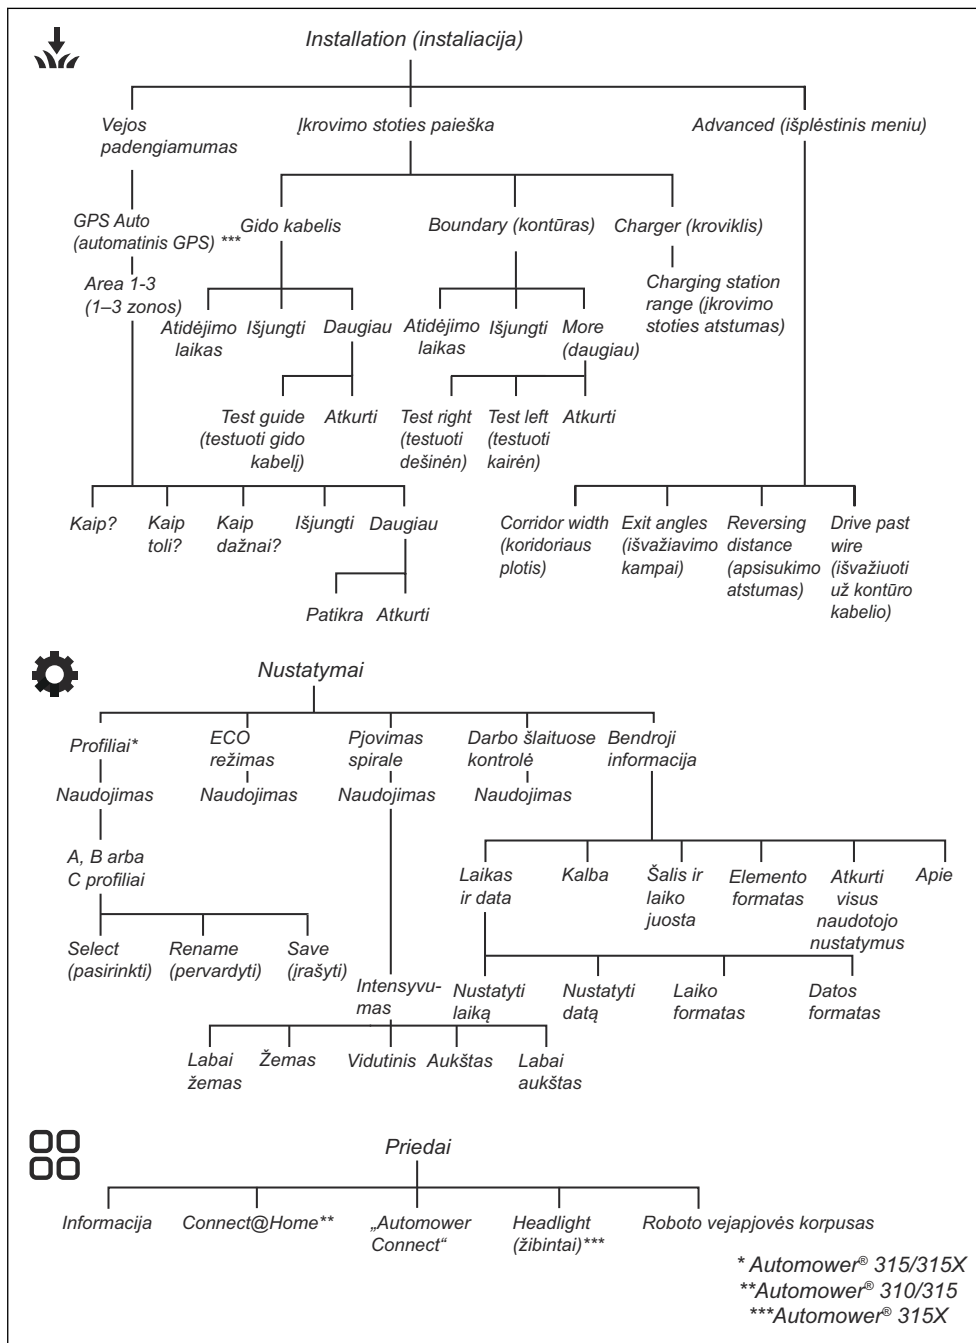 Installation (instaliacija)
Vejos
padengiamumas
Įkrovimo stoties paieška
Advanced (išplėstinis meniu)
GPS Auto
(automatinis GPS) ***
Gido kabelis
Boundary (kontūras)
Charger (kroviklis)
Area 1-3
(1–3 zonos)
Charging station
range (įkrovimo
stoties atstumas)
Atidėjimo
laikas
Išjungti
Daugiau
Atidėjimo
laikas
Išjungti
More
(daugiau)
Test guide
(testuoti gido
kabelį)
Atkurti
Test right
(testuoti
dešinėn)
Test left
(testuoti
kairėn)
Atkurti
Kaip?
Kaip
toli?
Kaip
dažnai?
Išjungti
Daugiau
Corridor width
(koridoriaus
plotis)
Exit angles
(išvažiavimo
kampai)
Reversing
distance
(apsisukimo
atstumas)
Drive past
wire
(išvažiuoti
už kontūro
kabelio)
Patikra
Atkurti
Nustatymai
Profiliai*
ECO
režimas
Pjovimas
spirale
Darbo šlaituose
kontrolė
Bendroji
informacija
Naudojimas
Naudojimas
Naudojimas
Naudojimas
A, B arba
C profiliai
Laikas
ir data
Kalba
Šalis ir
laiko
juosta
Elemento
formatas
Atkurti
visus
naudotojo
nustatymus
Apie
Select
(pasirinkti)
Rename
(pervardyti)
Save
(įrašyti)
Intensyvu-
mas
Nustatyti
laiką
Nustatyti
datą
Laiko
formatas
Datos
formatas
Labai
žemas
Žemas
Vidutinis
Aukštas
Labai
aukštas
Priedai
Informacija
Connect@Home**
„Automower
Connect“
Headlight
(žibintai)***
Roboto vejapjovės korpusas
* Automower® 315/315X
**Automower® 310/315
***Automower® 315X